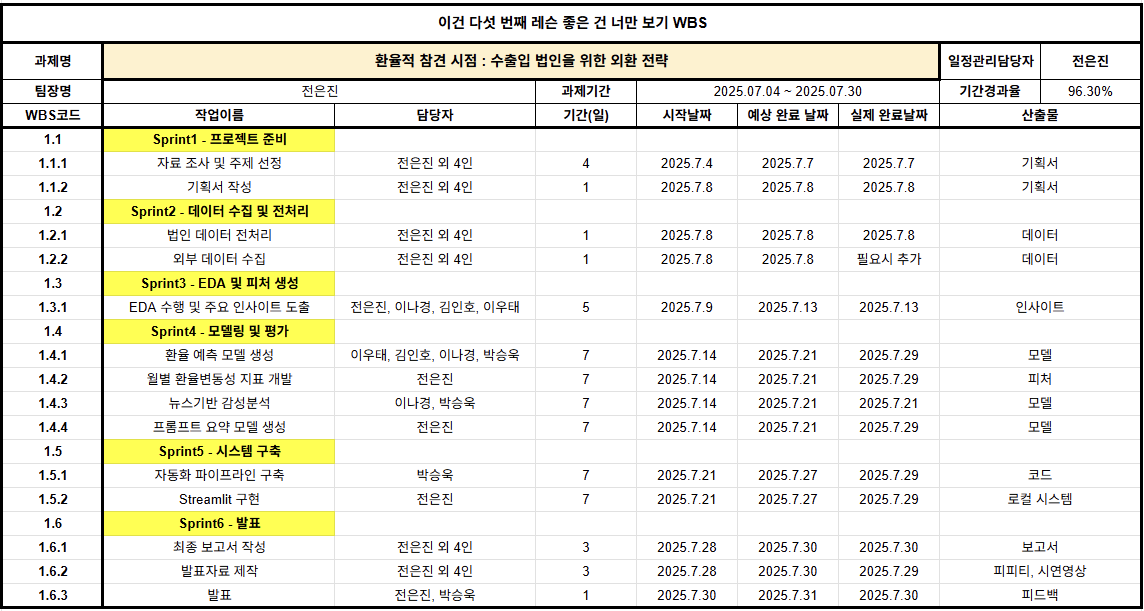 이건 다섯 번째 레슨 좋은 건 너만 보기 WBS
과제명 환율적 참견 시점 : 수출입 법인을 위한 외환 전략 일정관리담당자 전은진
팀장명 전은진 과제기간 2025.07.04 ~ 2025.07.30 기간경과율 96.30%
WBS코드 작업이름 담당자 기간(일) 시작날짜 예상 완료 날짜 실제 완료날짜 산출물
1.1 Sprint1 - 프로젝트 준비
1.1.1 자료 조사 및 주제 선정 전은진 외 4인 4 2025.7.4 2025.7.7 2025.7.7 기획서
1.1.2 기획서 작성 전은진 외 4인 1 2025.7.8 2025.7.8 2025.7.8 기획서
1.2 Sprint2 - 데이터 수집 및 전처리
1.2.1 법인 데이터 전처리 전은진 외 4인 1 2025.7.8 2025.7.8 2025.7.8 데이터
1.2.2 외부 데이터 수집 전은진 외 4인 1 2025.7.8 2025.7.8 필요시 추가 데이터
1.3 Sprint3 - EDA 및 피처 생성
1.3.1 EDA 수행 및 주요 인사이트 도출 전은진, 이나경, 김인호, 이우태 5 2025.7.9 2025.7.13 2025.7.13 인사이트
1.4 Sprint4 - 모델링 및 평가
1.4.1 환율 예측 모델 생성 이우태, 김인호, 이나경, 박승욱 7 2025.7.14 2025.7.21 2025.7.29 모델
1.4.2 월별 환율변동성 지표 개발 전은진 7 2025.7.14 2025.7.21 2025.7.29 피처
1.4.3 뉴스기반 감성분석 이나경, 박승욱 7 2025.7.14 2025.7.21 2025.7.21 모델
1.4.4 프롬프트 요약 모델 생성 전은진 7 2025.7.14 2025.7.21 2025.7.29 모델
1.5 Sprint5 - 시스템 구축
1.5.1 자동화 파이프라인 구축 박승욱 7 2025.7.21 2025.7.27 2025.7.29 코드
1.5.2 Streamlit 구현 전은진 7 2025.7.21 2025.7.27 2025.7.29 로컬 시스템
1.6 Sprint6 - 발표
1.6.1 최종 보고서 작성 전은진 외 4인 3 2025.7.28 2025.7.30 2025.7.30 보고서
1.6.2 발표자료 제작 전은진 외 4인 3 2025.7.28 2025.7.30 2025.7.29 피피티, 시연영상
1.6.3 발표 전은진, 박승욱 1 2025.7.30 2025.7.31 2025.7.30 피드백